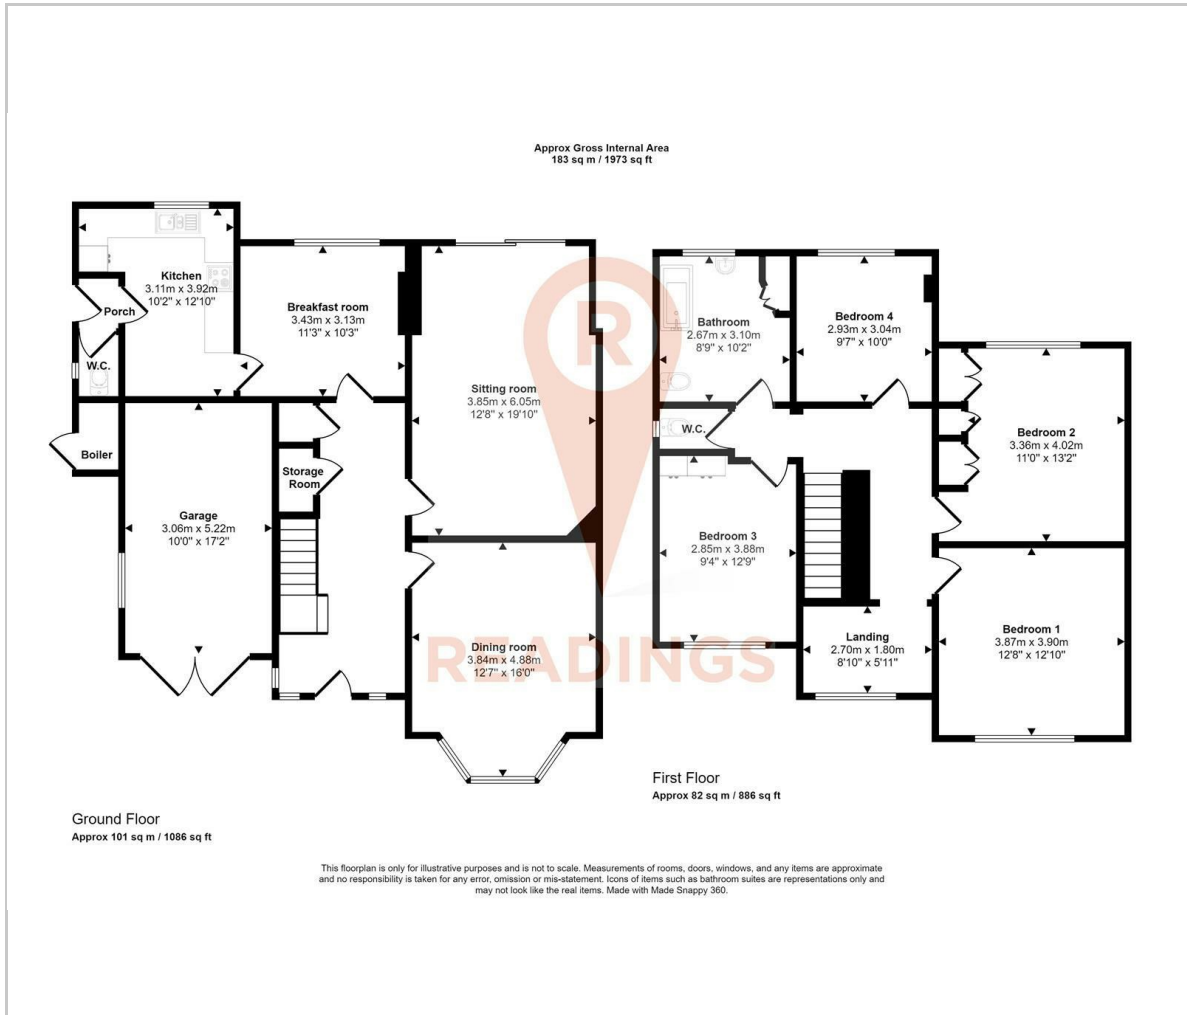 Approx Gross Internal Area
183 sq m / 1973 sq ft
Kitchen
3.11m x 3.92m
10'2" x 12'10"
Porch
W.C.
Boiler
Breakfast room
3.43m x 3.13m
11'3" x 10'3"
Storage
Room
Garage
3.06m x 5.22m
10'0" x 17'2"
Sitting room
3.85m x 6.05m
12'8" x 19'10"
Dining room
3.84m x 4.88m
12'7" x 16'0"
Bathroom
2.67m x 3.10m
8'9" x 10'2"
Bedroom 4
2.93m x 3.04m
9'7" x 10'0"
W.C.
Bedroom 2
3.36m x 4.02m
11'0" x 13'2"
Bedroom 3
2.85m x 3.88m
9'4" x 12'9"
Landing
2.70m x 1.80m
8'10" x 5'11"
Bedroom 1
3.87m x 3.90m
12'8" x 12'10"
R
READINGS
First Floor
Approx 82 sq m / 886 sq ft
Ground Floor
Approx 101 sq m / 1086 sq ft
This floorplan is only for illustrative purposes and is not to scale. Measurements of rooms, doors, windows, and any items are approximate
and no responsibility is taken for any error, omission or mis-statement. Icons of items such as bathroom suites are representations only and
may not look like the real items. Made with Made Snappy 360.